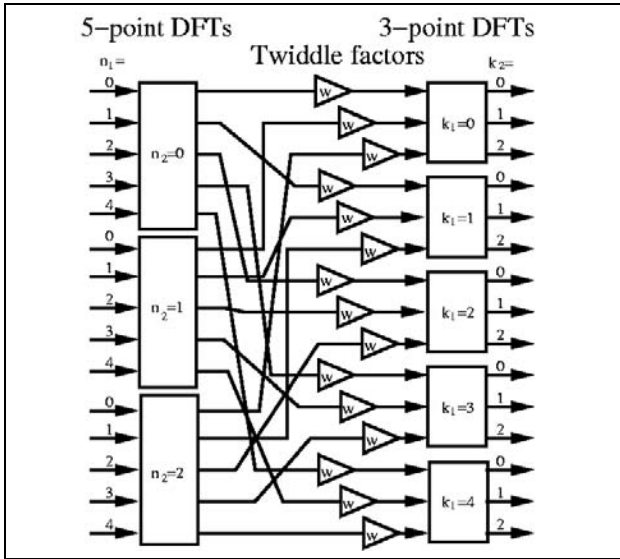 5-point DFTs 3-point DFTs
Twiddle factors
n₁= k₂=
0 w 0
1 w k₁=0 1
2 n₂=0 w 2
3 w 0
4 w k₁=1 1
0 w 2
1 w 0
2 n₂=1 w k₁=2 1
3 w 2
4 w 0
0 w k₁=3 1
1 w 2
2 n₂=2 w 0
3 w k₁=4 1
4 w 2